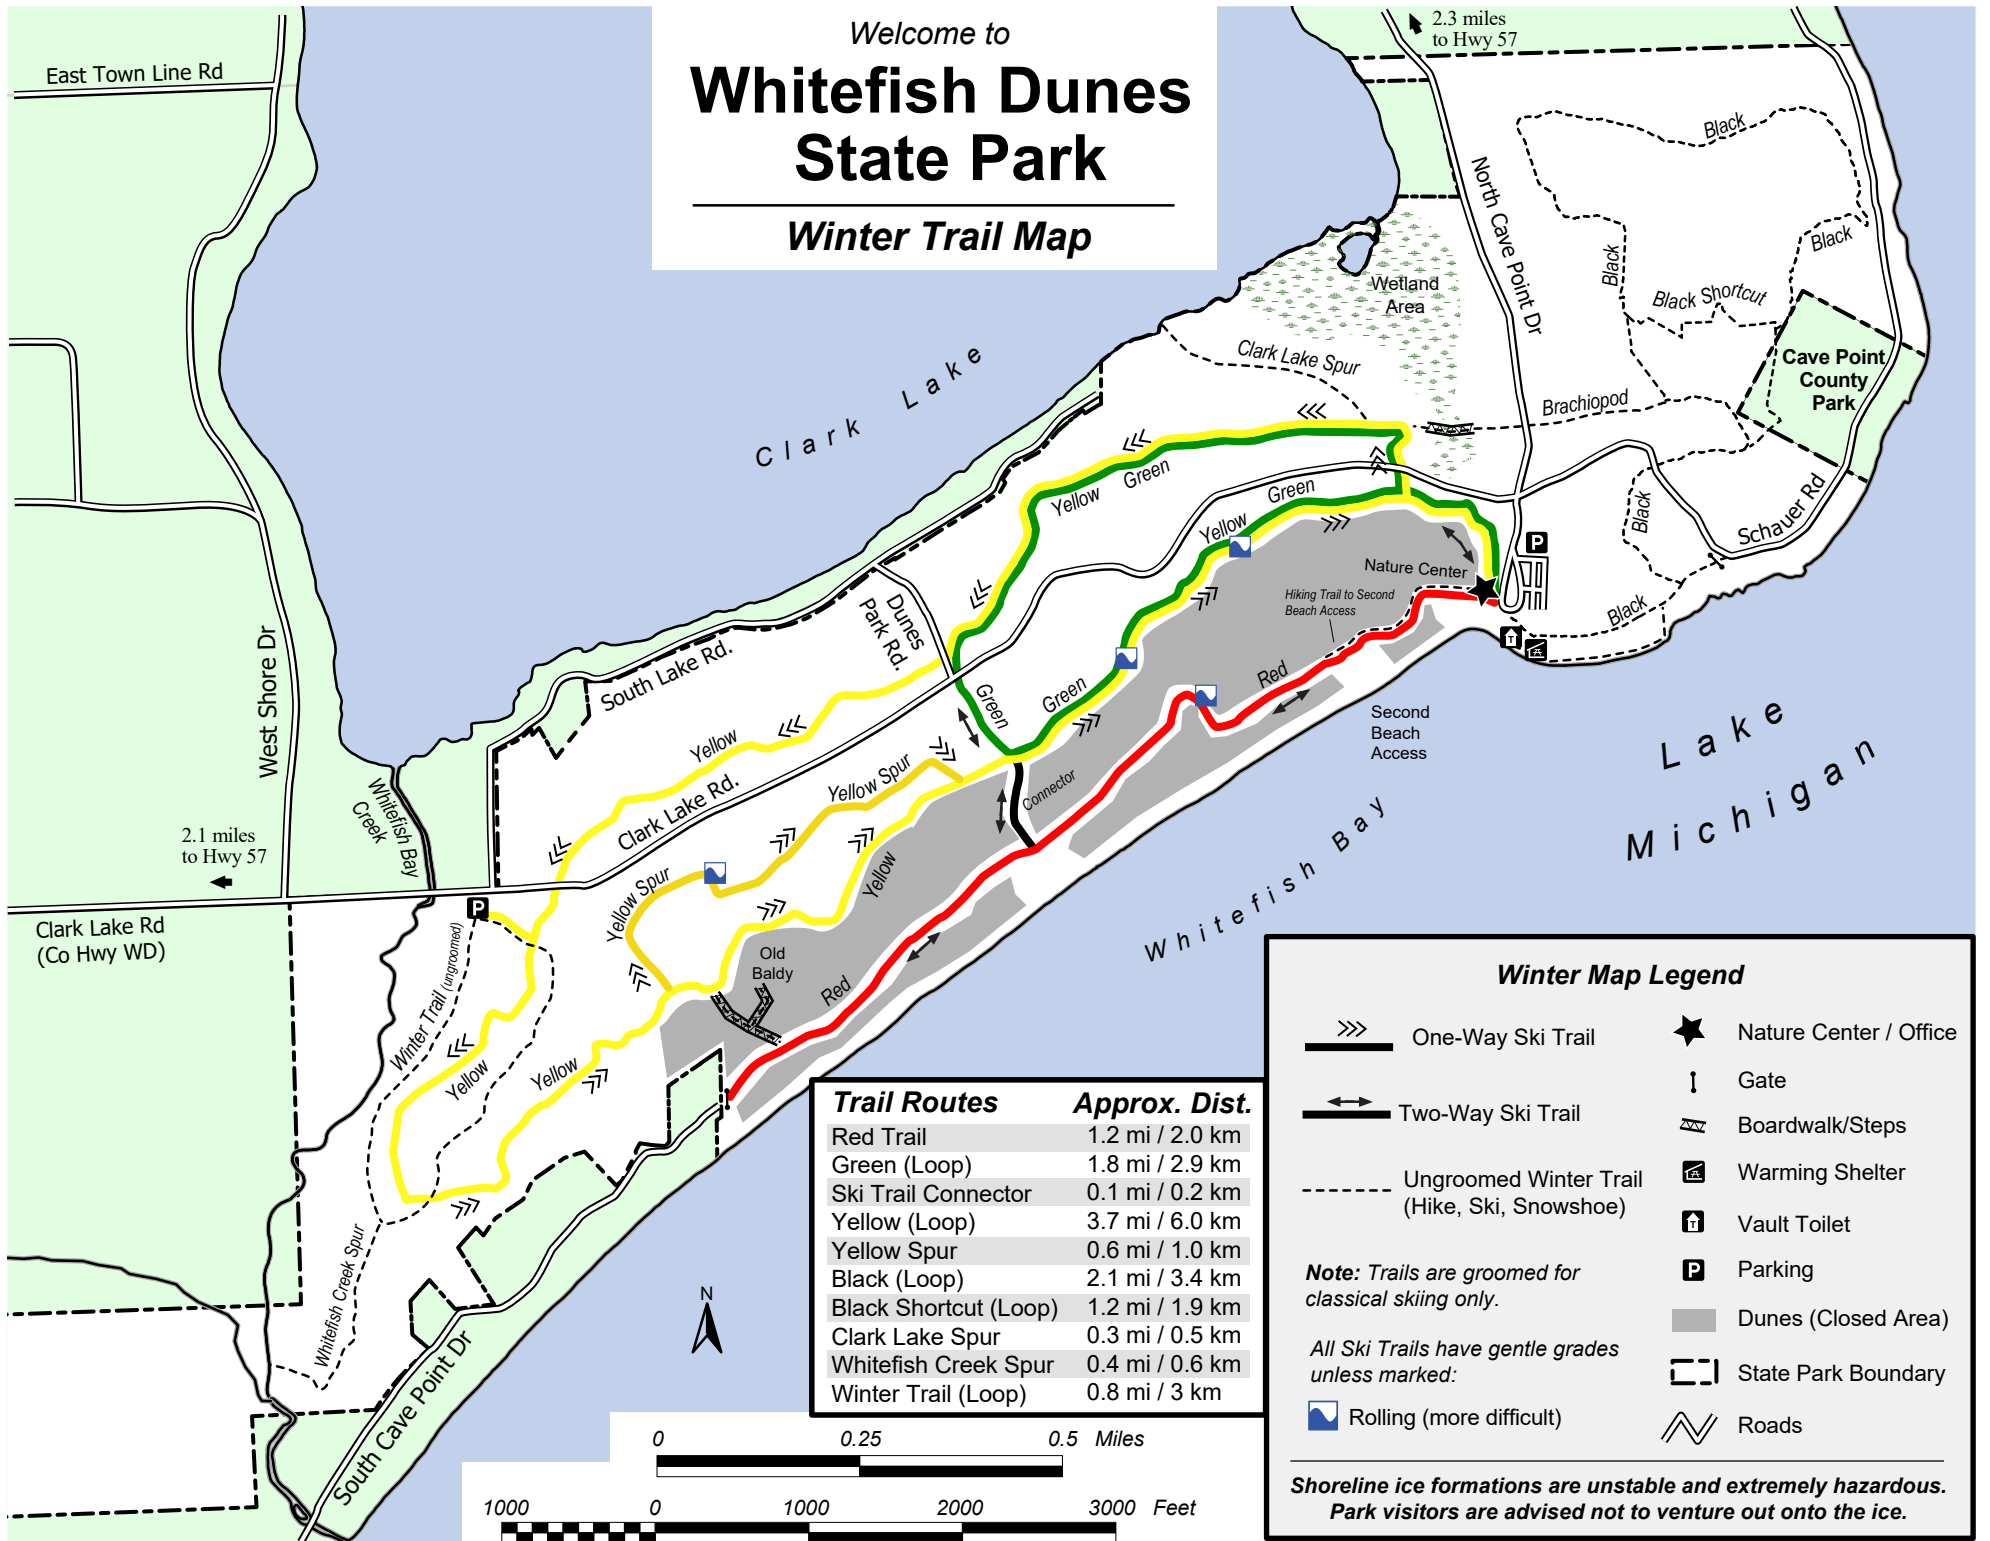 Welcome to
Whitefish Dunes
State Park
Winter Trail Map
2.3 miles
to Hwy 57
East Town Line Rd
Black
North Cave Point Dr
Black
Black
Black Shortcut
Wetland
Area
Cave Point
County
Park
Clark Lake Spur
Brachiopod
Clark Lake
Yellow
Green
Green
Yellow
Black
Schauer Rd
P
Nature Center
Hiking Trail to Second
Beach Access
Black
T
Dunes
Park Rd.
South Lake Rd.
West Shore Dr
Green
Green
Red
Second
Beach
Access
Lake
Michigan
Yellow
Clark Lake Rd.
Yellow Spur
Connector
Whitefish Bay
Creek
2.1 miles
to Hwy 57
Whitefish Bay
P
Yellow Spur
Yellow
Clark Lake Rd
(Co Hwy WD)
Winter Trail (ungroomed)
Old
Baldy
Red
Yellow
Yellow
Whitefish Creek Spur
South Cave Point Dr
N
Trail Routes Approx. Dist.
Red Trail 1.2 mi / 2.0 km
Green (Loop) 1.8 mi / 2.9 km
Ski Trail Connector 0.1 mi / 0.2 km
Yellow (Loop) 3.7 mi / 6.0 km
Yellow Spur 0.6 mi / 1.0 km
Black (Loop) 2.1 mi / 3.4 km
Black Shortcut (Loop) 1.2 mi / 1.9 km
Clark Lake Spur 0.3 mi / 0.5 km
Whitefish Creek Spur 0.4 mi / 0.6 km
Winter Trail (Loop) 0.8 mi / 3 km
0 0.25 0.5 Miles
1000 0 1000 2000 3000 Feet
Winter Map Legend
One-Way Ski Trail
Two-Way Ski Trail
Ungroomed Winter Trail
(Hike, Ski, Snowshoe)
Note: Trails are groomed for
classical skiing only.
All Ski Trails have gentle grades
unless marked:
Rolling (more difficult)
Nature Center / Office
Gate
Boardwalk/Steps
Warming Shelter
T Vault Toilet
P Parking
Dunes (Closed Area)
State Park Boundary
Roads
Shoreline ice formations are unstable and extremely hazardous.
Park visitors are advised not to venture out onto the ice.